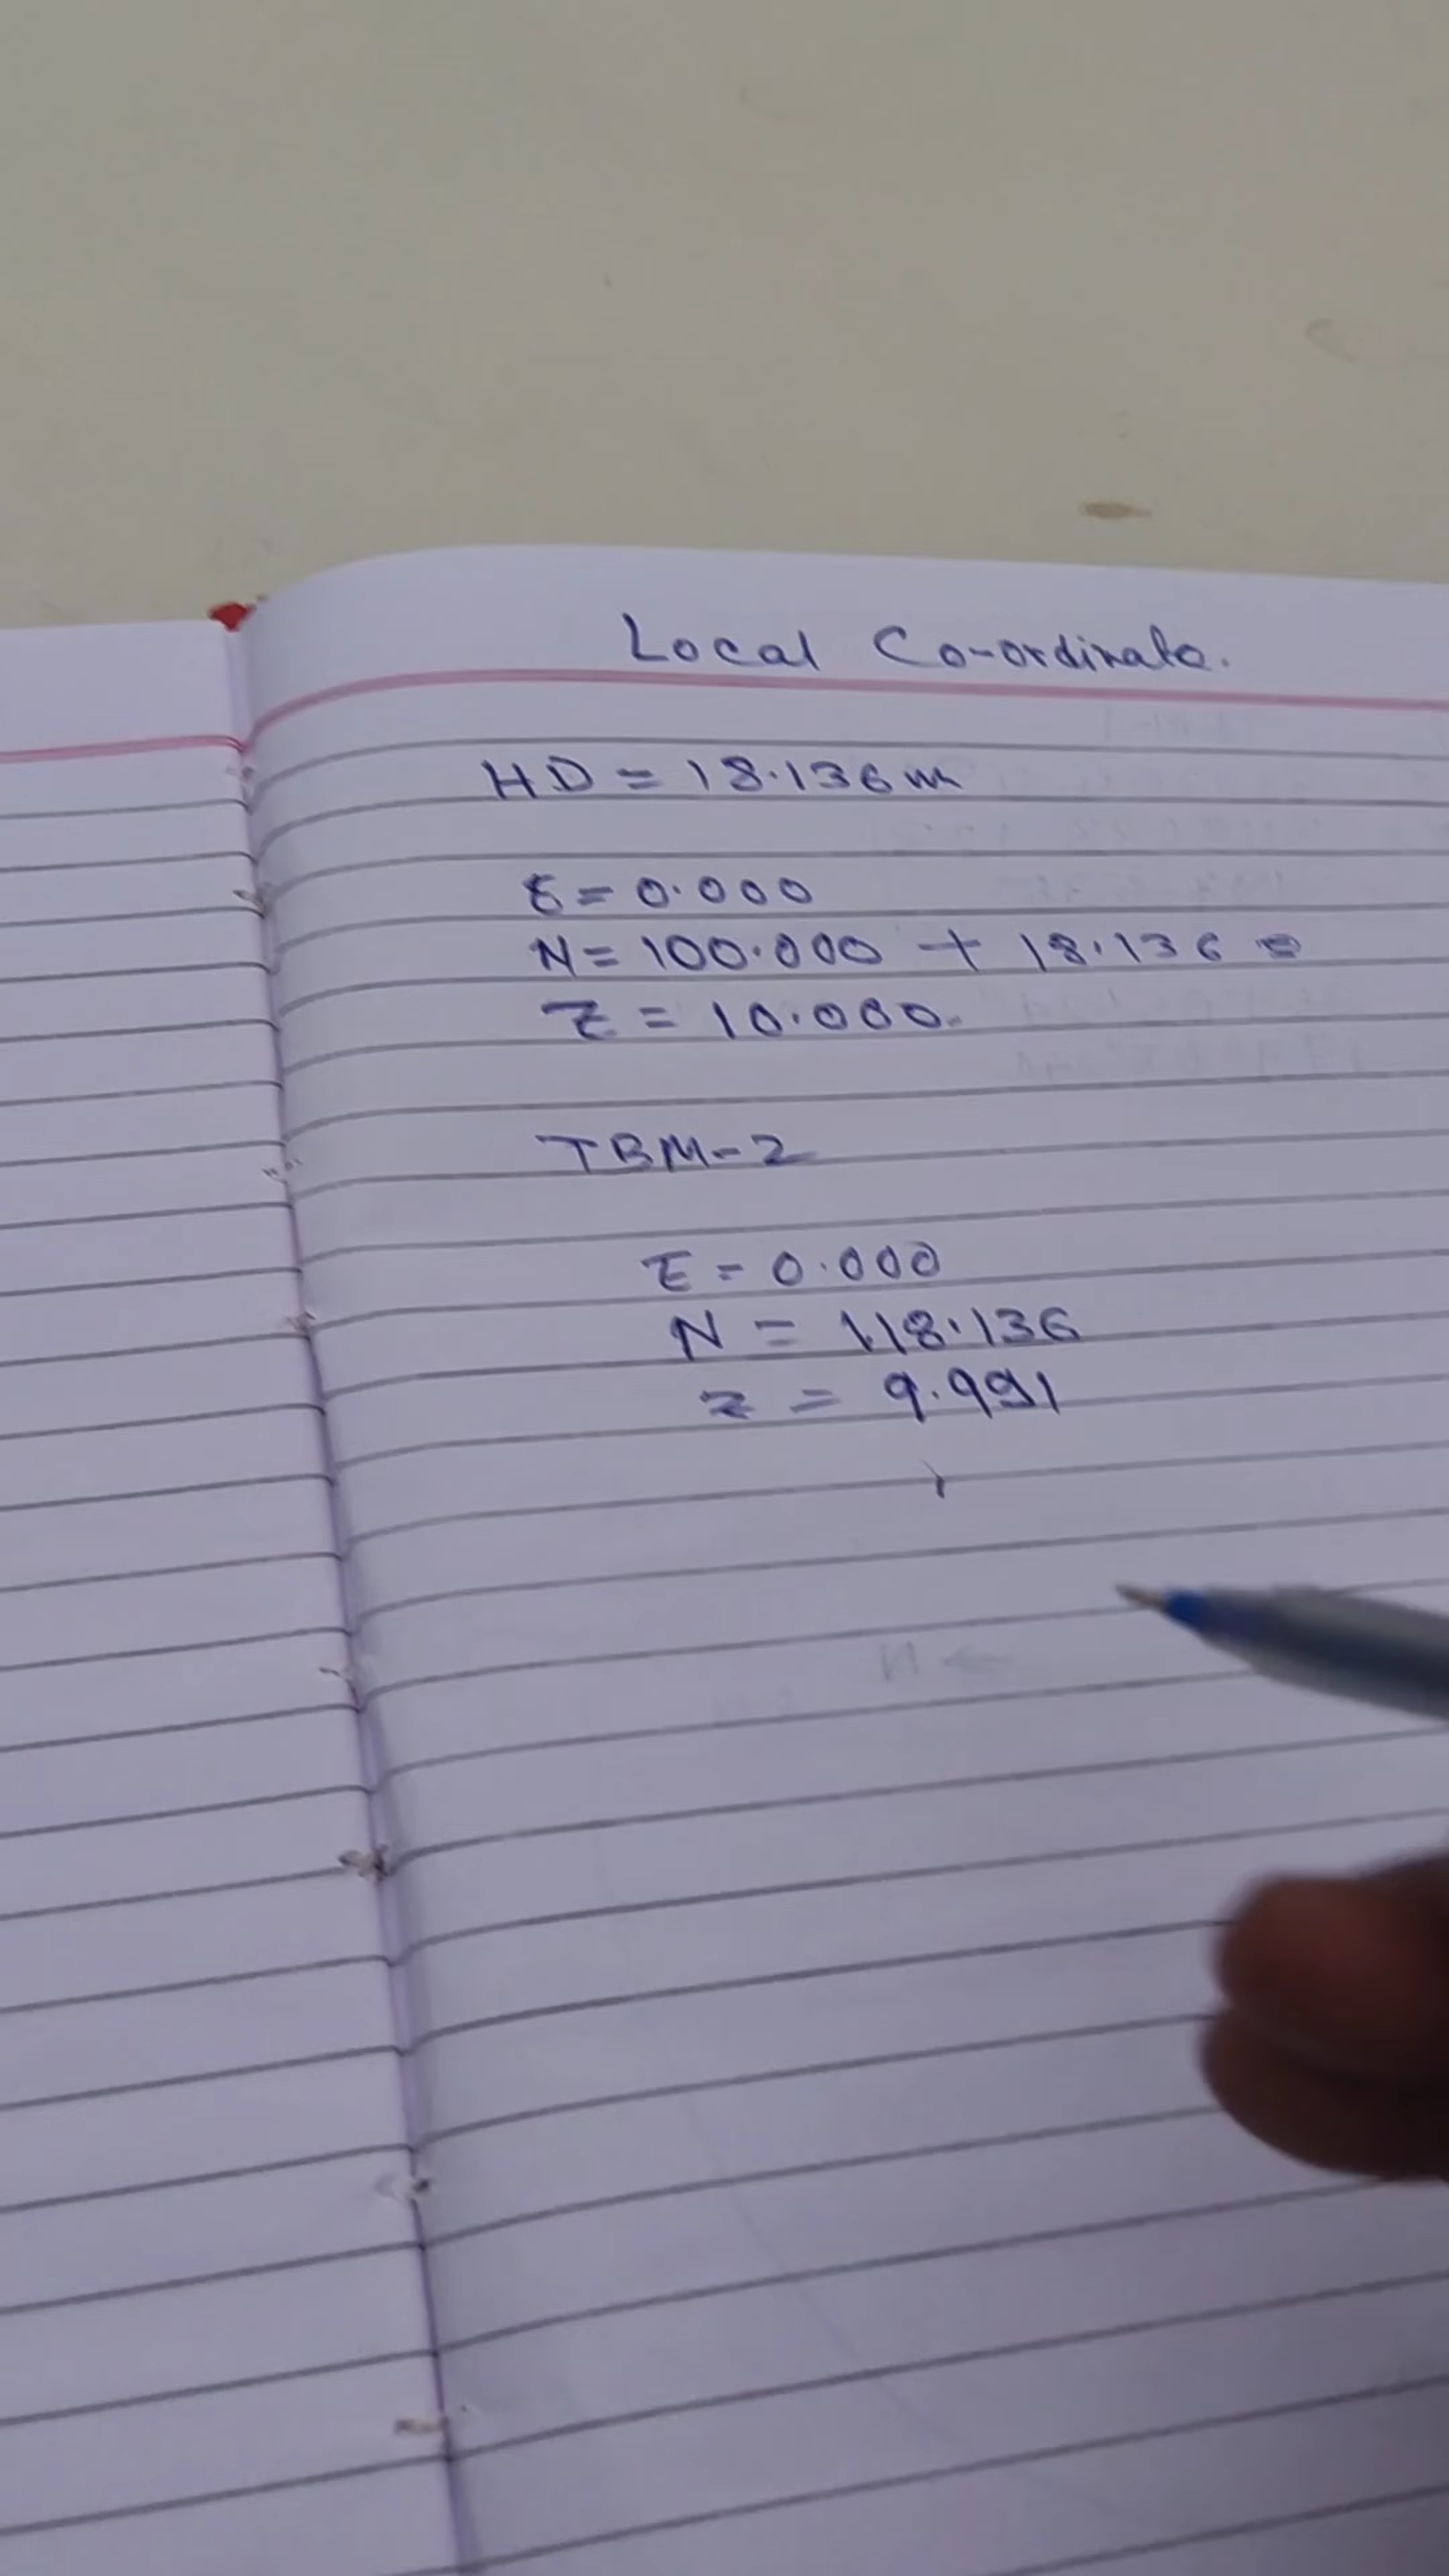 Local Co-ordinate.
HD = 18.136m
E = 0.000
N = 100.000 + 18.136 =
Z = 10.000.
TBM-2
E = 0.000
N = 118.136
Z = 9.991